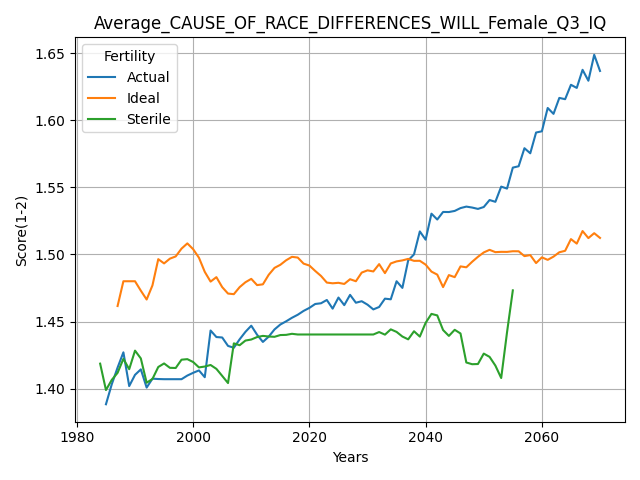 Average_CAUSE_OF_RACE_DIFFERENCES_WILL_Female_Q3_IQ
Fertility
Actual
Ideal
Sterile
Score(1-2)
1.65
1.60
1.55
1.50
1.45
1.40
1980
2000
2020
2040
2060
Years